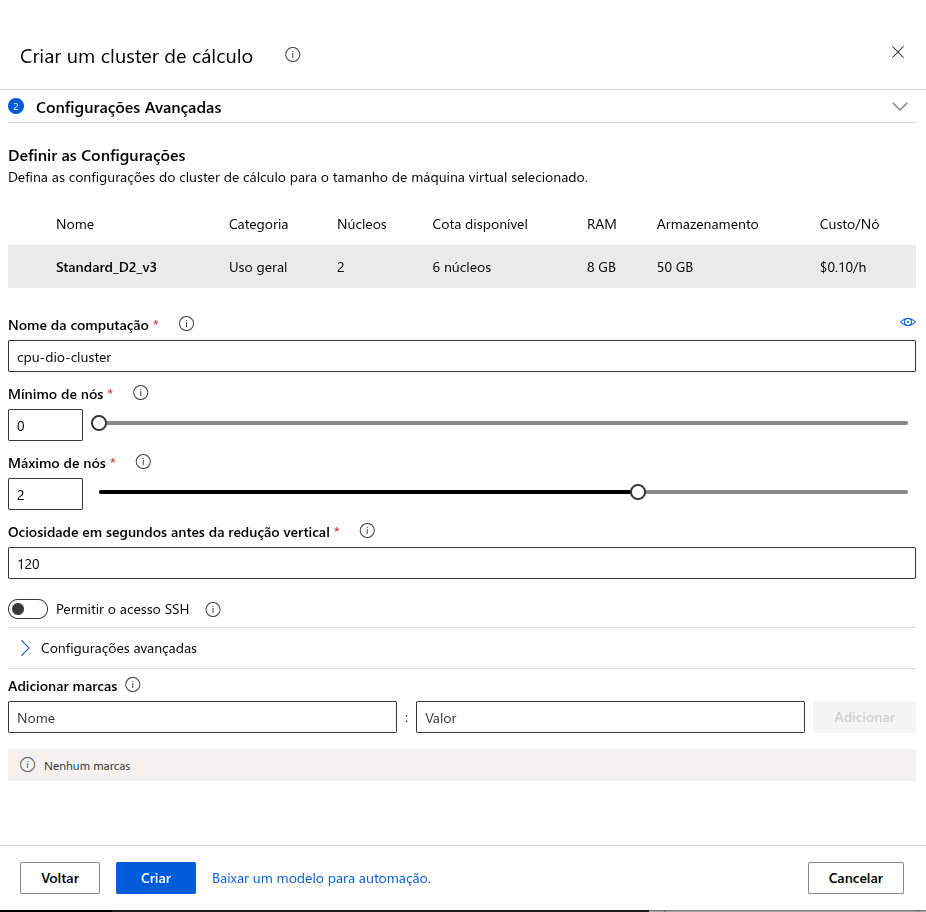 Criar um cluster de cálculo
2 Configurações Avançadas
Definir as Configurações
Defina as configurações do cluster de cálculo para o tamanho de máquina virtual selecionado.
Nome Categoria Núcleos Cota disponível RAM Armazenamento Custo/Nó
Standard_D2_v3 Uso geral 2 6 núcleos 8 GB 50 GB $0.10/h
Nome da computação *
cpu-dio-cluster
Mínimo de nós *
0
Máximo de nós *
2
Ociosidade em segundos antes da redução vertical *
120
Permitir o acesso SSH
Configurações avançadas
Adicionar marcas
Nome : Valor Adicionar
Nenhum marcas
Voltar Criar Baixar um modelo para automação. Cancelar